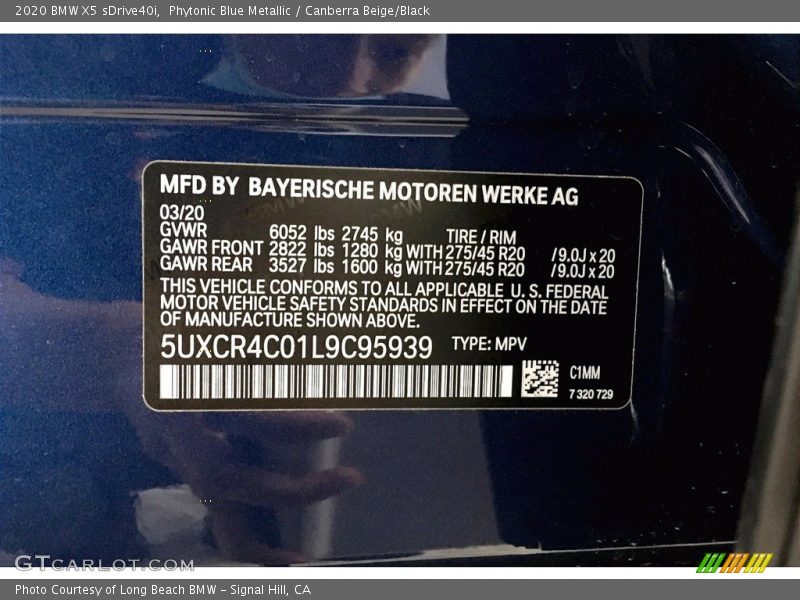 2020 BMW X5 sDrive40i, Phytonic Blue Metallic / Canberra Beige/Black
MFD BY BAYERISCHE MOTOREN WERKE AG
03/20
GVWR 6052 lbs 2745 kg TIRE / RIM
GAWR FRONT 2822 lbs 1280 kg WITH 275/45 R20 /9.0J x 20
GAWR REAR 3527 lbs 1600 kg WITH 275/45 R20 /9.0J x 20
THIS VEHICLE CONFORMS TO ALL APPLICABLE U.S. FEDERAL
MOTOR VEHICLE SAFETY STANDARDS IN EFFECT ON THE DATE
OF MANUFACTURE SHOWN ABOVE.
5UXCR4C01L9C95939 TYPE: MPV
C1MM
7 320 729
GTCARLOT.COM
Photo Courtesy of Long Beach BMW - Signal Hill, CA